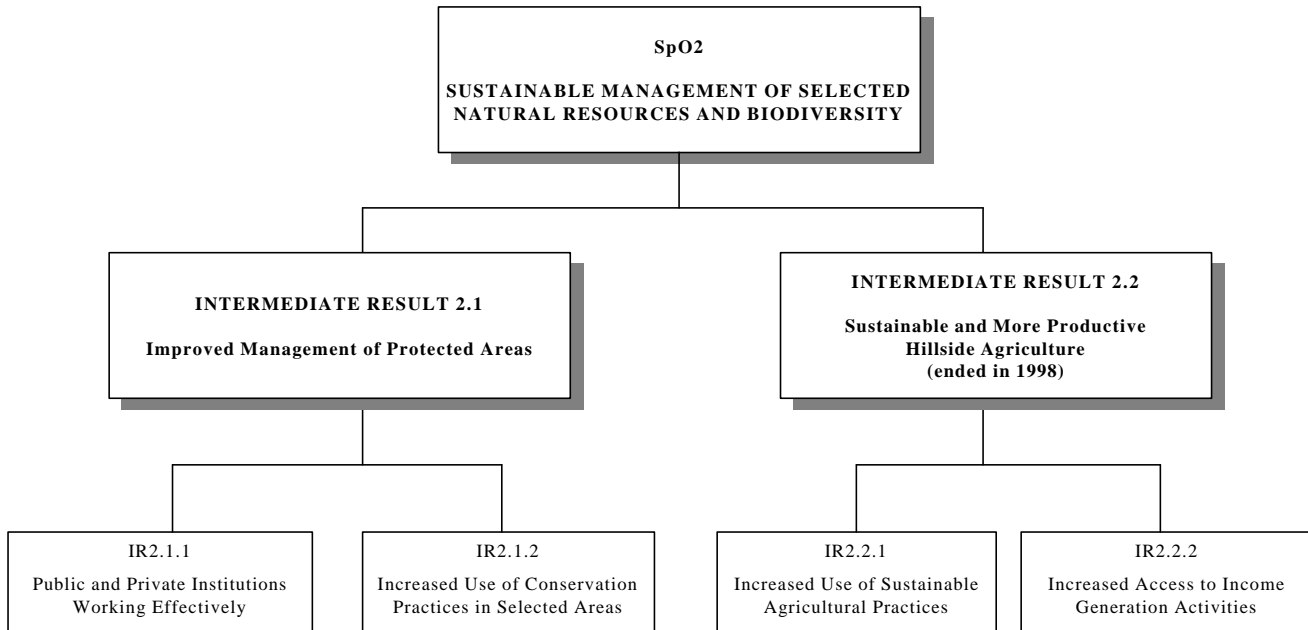 SpO2
SUSTAINABLE MANAGEMENT OF SELECTED
NATURAL RESOURCES AND BIODIVERSITY
INTERMEDIATE RESULT 2.1
Improved Management of Protected Areas
INTERMEDIATE RESULT 2.2
Sustainable and More Productive
Hillside Agriculture
(ended in 1998)
IR2.1.1
Public and Private Institutions
Working Effectively
IR2.1.2
Increased Use of Conservation
Practices in Selected Areas
IR2.2.1
Increased Use of Sustainable
Agricultural Practices
IR2.2.2
Increased Access to Income
Generation Activities